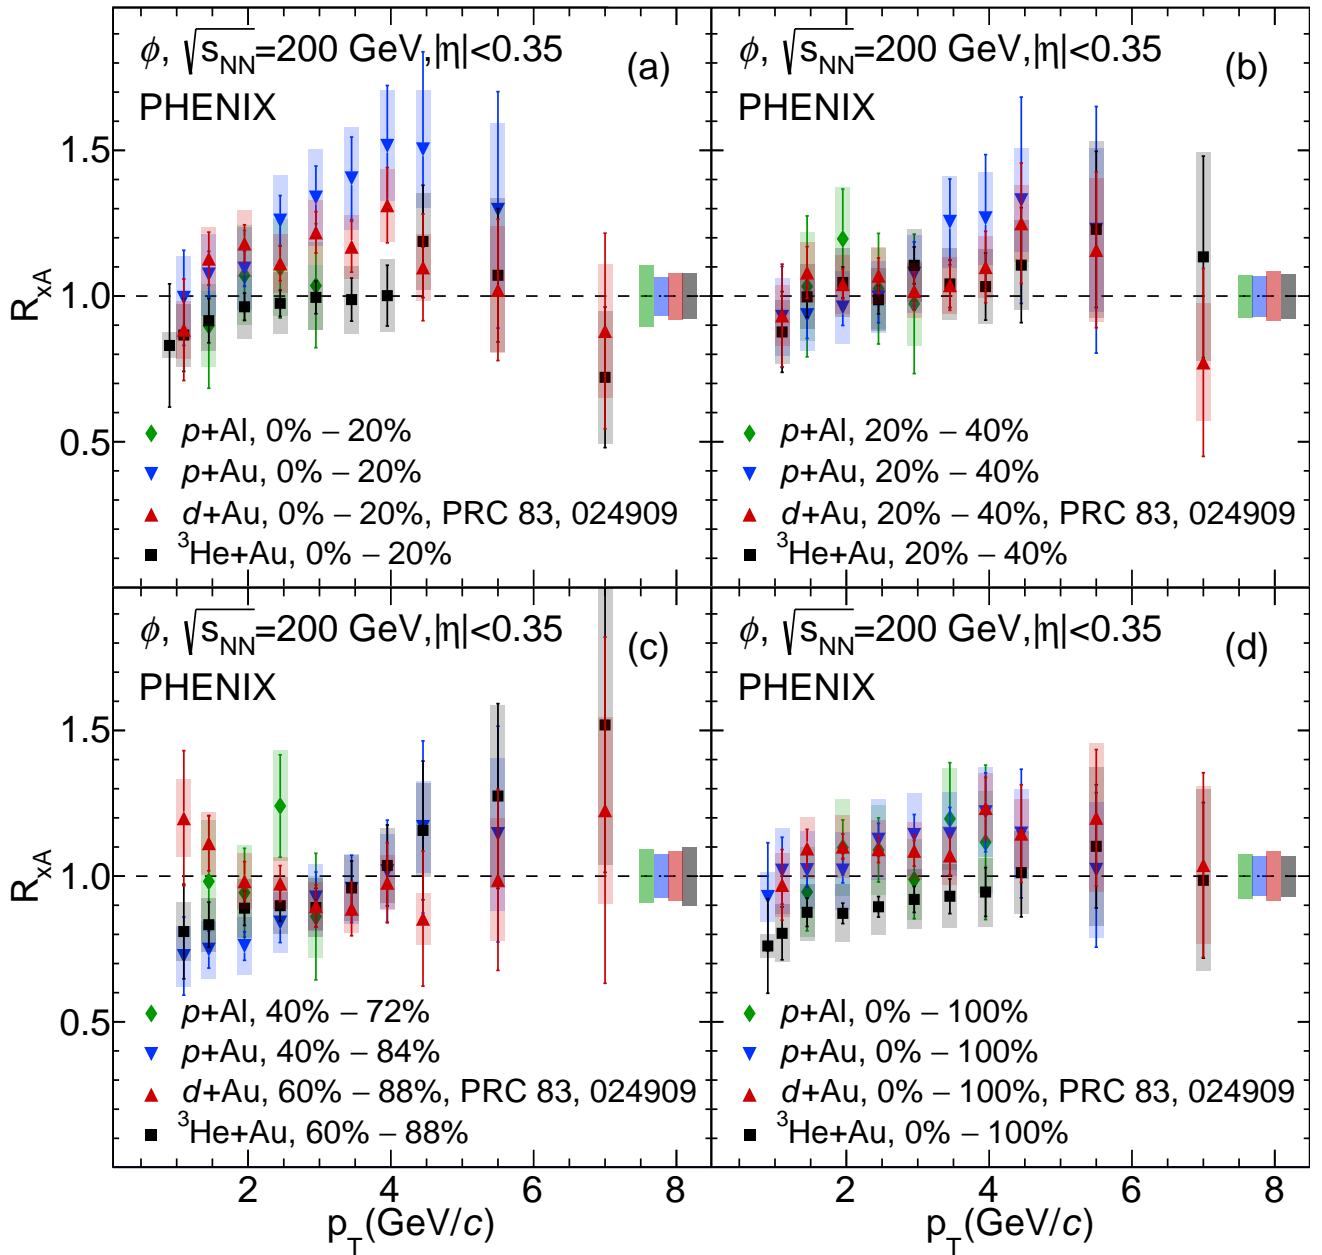 ϕ, √sNN=200 GeV,|η|<0.35
(a)
PHENIX
RxA
1.5
1.0
0.5
p+Al, 0% – 20%
p+Au, 0% – 20%
d+Au, 0% – 20%, PRC 83, 024909
³He+Au, 0% – 20%
ϕ, √sNN=200 GeV,|η|<0.35
(b)
PHENIX
p+Al, 20% – 40%
p+Au, 20% – 40%
d+Au, 20% – 40%, PRC 83, 024909
³He+Au, 20% – 40%
ϕ, √sNN=200 GeV,|η|<0.35
(c)
PHENIX
RxA
1.5
1.0
0.5
p+Al, 40% – 72%
p+Au, 40% – 84%
d+Au, 60% – 88%, PRC 83, 024909
³He+Au, 60% – 88%
2 4 6 8
pT(GeV/c)
ϕ, √sNN=200 GeV,|η|<0.35
(d)
PHENIX
p+Al, 0% – 100%
p+Au, 0% – 100%
d+Au, 0% – 100%, PRC 83, 024909
³He+Au, 0% – 100%
2 4 6 8
pT(GeV/c)